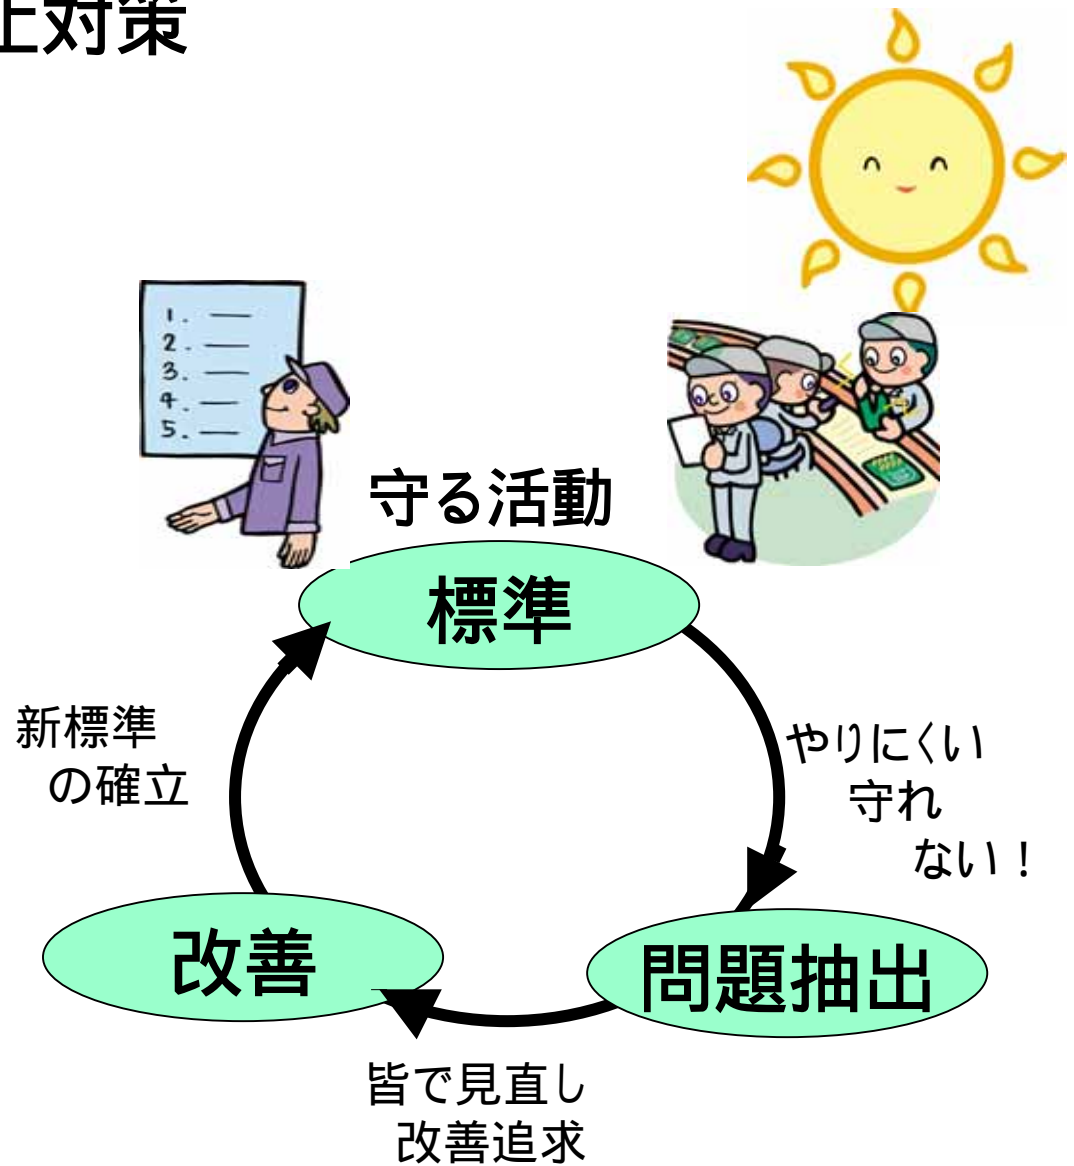 止対策
1. —
2. —
3. —
4. —
5. —
守る活動
標準
新標準
の確立
やりにくい
守れ
ない！
改善
問題抽出
皆で見直し
改善追求